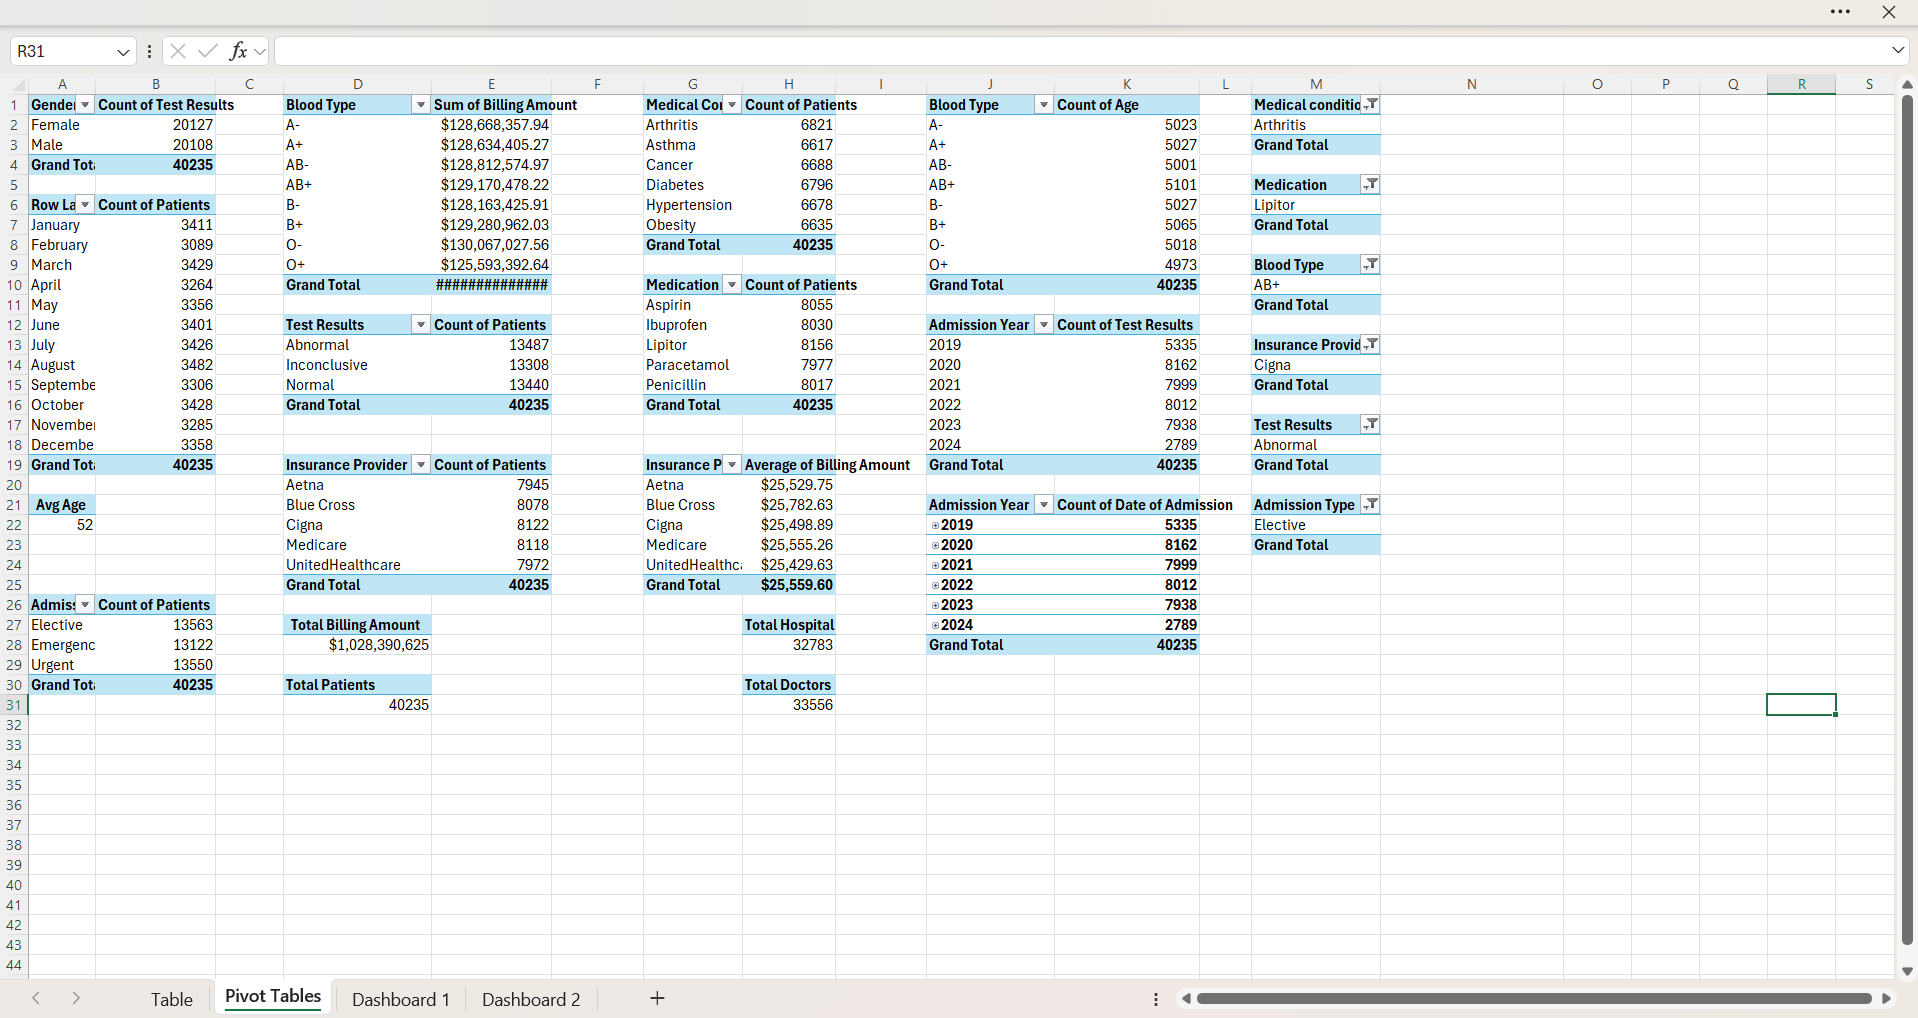 R31 fx
A B C D E F G H I J K L M N O P Q R S
1 Gender Count of Test Results Blood Type Sum of Billing Amount Medical Con Count of Patients Blood Type Count of Age Medical conditic
2 Female 20127 A- $128,668,357.94 Arthritis 6821 A- 5023 Arthritis
3 Male 20108 A+ $128,634,405.27 Asthma 6617 A+ 5027 Grand Total
4 Grand Tota 40235 AB- $128,812,574.97 Cancer 6688 AB- 5001
5 AB+ $129,170,478.22 Diabetes 6796 AB+ 5101 Medication
6 Row La Count of Patients B- $128,163,425.91 Hypertension 6678 B- 5027 Lipitor
7 January 3411 B+ $129,280,962.03 Obesity 6635 B+ 5065 Grand Total
8 February 3089 O- $130,067,027.56 Grand Total 40235 O- 5018
9 March 3429 O+ $125,593,392.64 O+ 4973 Blood Type
10 April 3264 Grand Total ############## Medication Count of Patients Grand Total 40235 AB+
11 May 3356 Aspirin 8055 Grand Total
12 June 3401 Test Results Count of Patients Ibuprofen 8030 Admission Year Count of Test Results
13 July 3426 Abnormal 13487 Lipitor 8156 2019 5335 Insurance Provid
14 August 3482 Inconclusive 13308 Paracetamol 7977 2020 8162 Cigna
15 Septembe 3306 Normal 13440 Penicillin 8017 2021 7999 Grand Total
16 October 3428 Grand Total 40235 Grand Total 40235 2022 8012
17 November 3285 2023 7938 Test Results
18 Decembe 3358 2024 2789 Abnormal
19 Grand Tota 40235 Insurance Provider Count of Patients Insurance P Average of Billing Amount Grand Total 40235 Grand Total
20 Aetna 7945 Aetna $25,529.75
21 Avg Age Blue Cross 8078 Blue Cross $25,782.63 Admission Year Count of Date of Admission Admission Type
22 52 Cigna 8122 Cigna $25,498.89 2019 5335 Elective
23 Medicare 8118 Medicare $25,555.26 2020 8162 Grand Total
24 UnitedHealthcare 7972 UnitedHealthca $25,429.63 2021 7999
25 Grand Total 40235 Grand Total $25,559.60 2022 8012
26 Admiss Count of Patients 2023 7938
27 Elective 13563 Total Billing Amount Total Hospital 2024 2789
28 Emergenc 13122 $1,028,390,625 32783 Grand Total 40235
29 Urgent 13550
30 Grand Tota 40235 Total Patients Total Doctors
31 40235 33556
32
33
34
35
36
37
38
39
40
41
42
43
44
Table Pivot Tables Dashboard 1 Dashboard 2 +